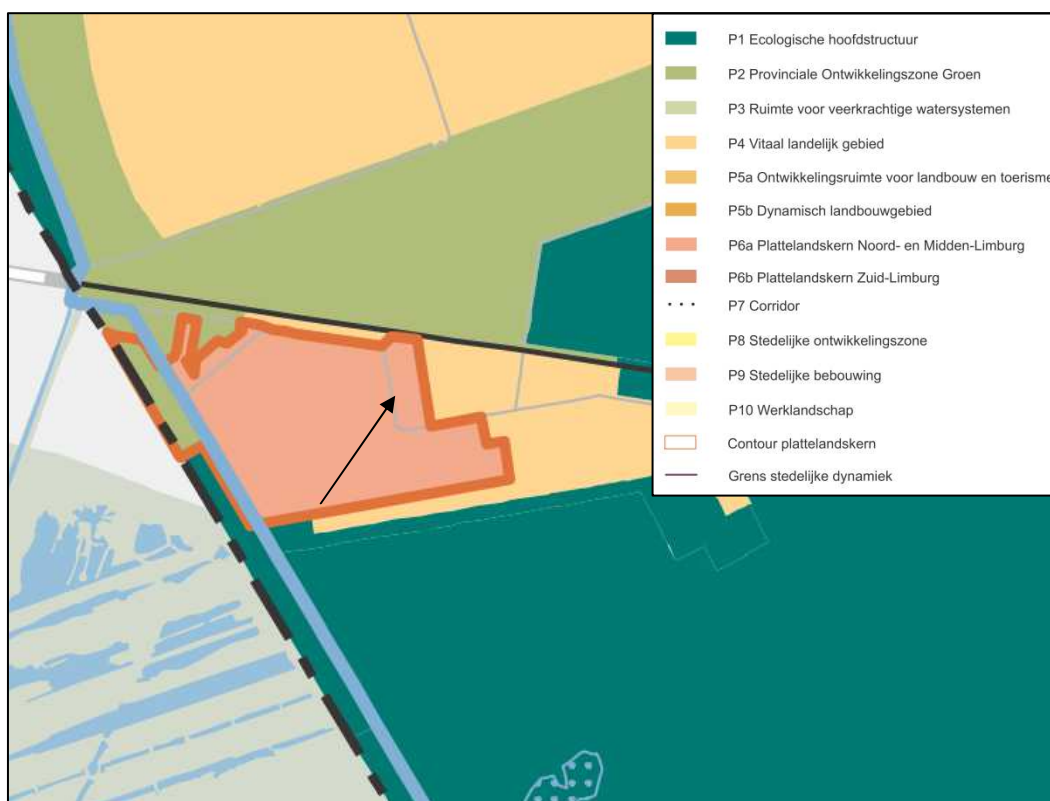 P1 Ecologische hoofdstructuur
P2 Provinciale Ontwikkelingszone Groen
P3 Ruimte voor veerkrachtige watersystemen
P4 Vitaal landelijk gebied
P5a Ontwikkelingsruimte voor landbouw en toerisme
P5b Dynamisch landbouwgebied
P6a Plattelandskern Noord- en Midden-Limburg
P6b Plattelandskern Zuid-Limburg
P7 Corridor
P8 Stedelijke ontwikkelingszone
P9 Stedelijke bebouwing
P10 Werklandschap
Contour plattelandskern
Grens stedelijke dynamiek